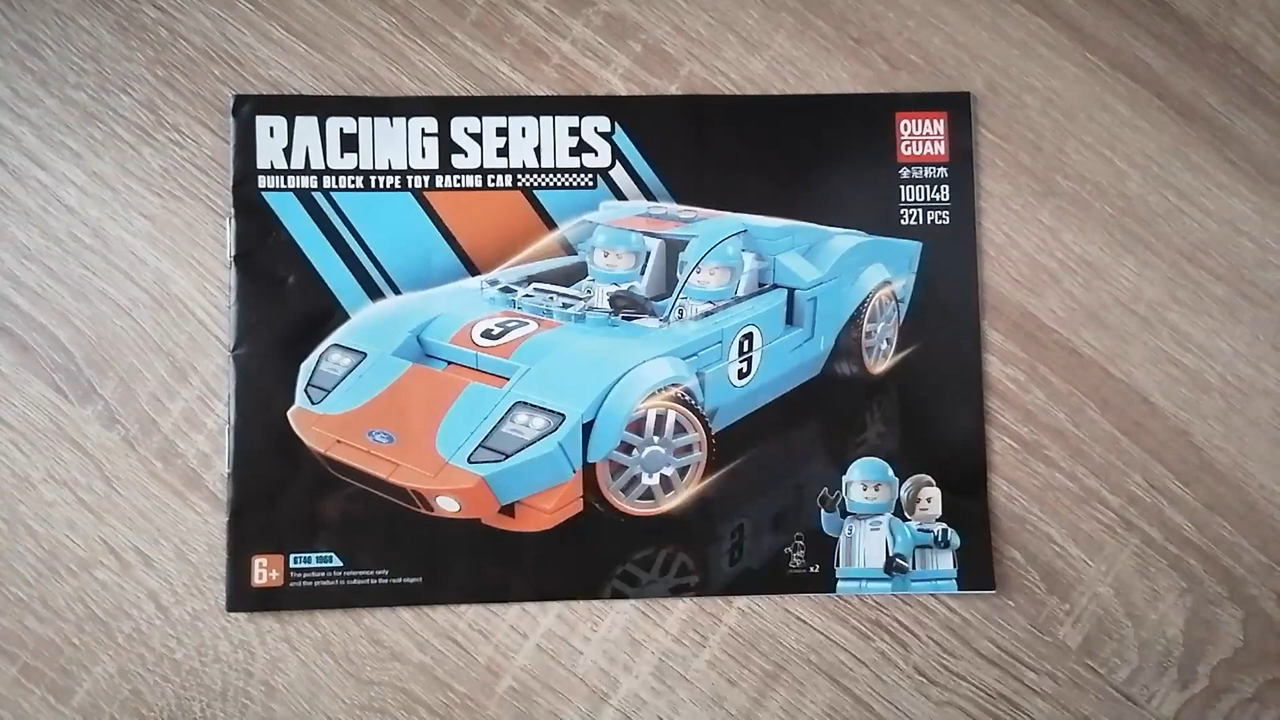 RACING SERIES
BUILDING BLOCK TYPE TOY RACING CAR
QUAN
GUAN
全冠积木
100148
321 PCS
9
9
9
6+
GT40 1968
The picture is for reference only
and the product is subject to the real object
x2